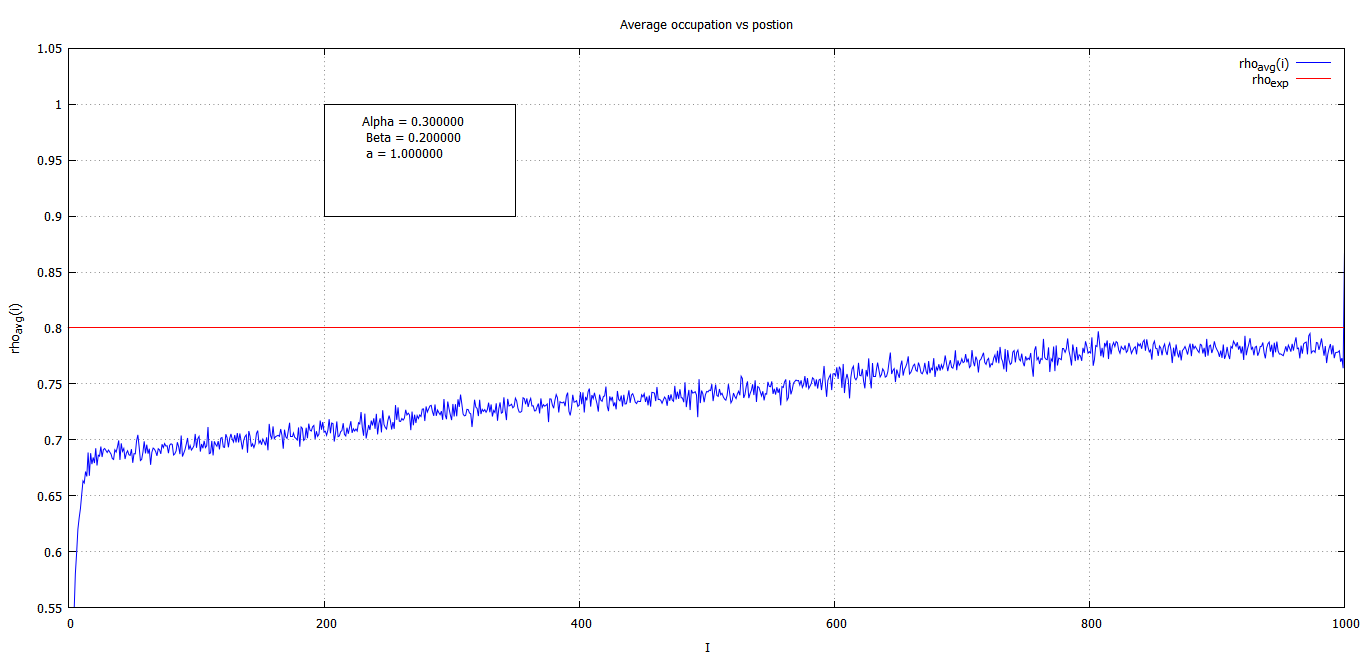 Average occupation vs postion
1.05
1
0.95
0.9
0.85
0.8
0.75
0.7
0.65
0.6
0.55
rho_avg(i)
rho_avg(i)
rho_exp
Alpha = 0.300000
Beta = 0.200000
a = 1.000000
0 200 400 600 800 1000
I